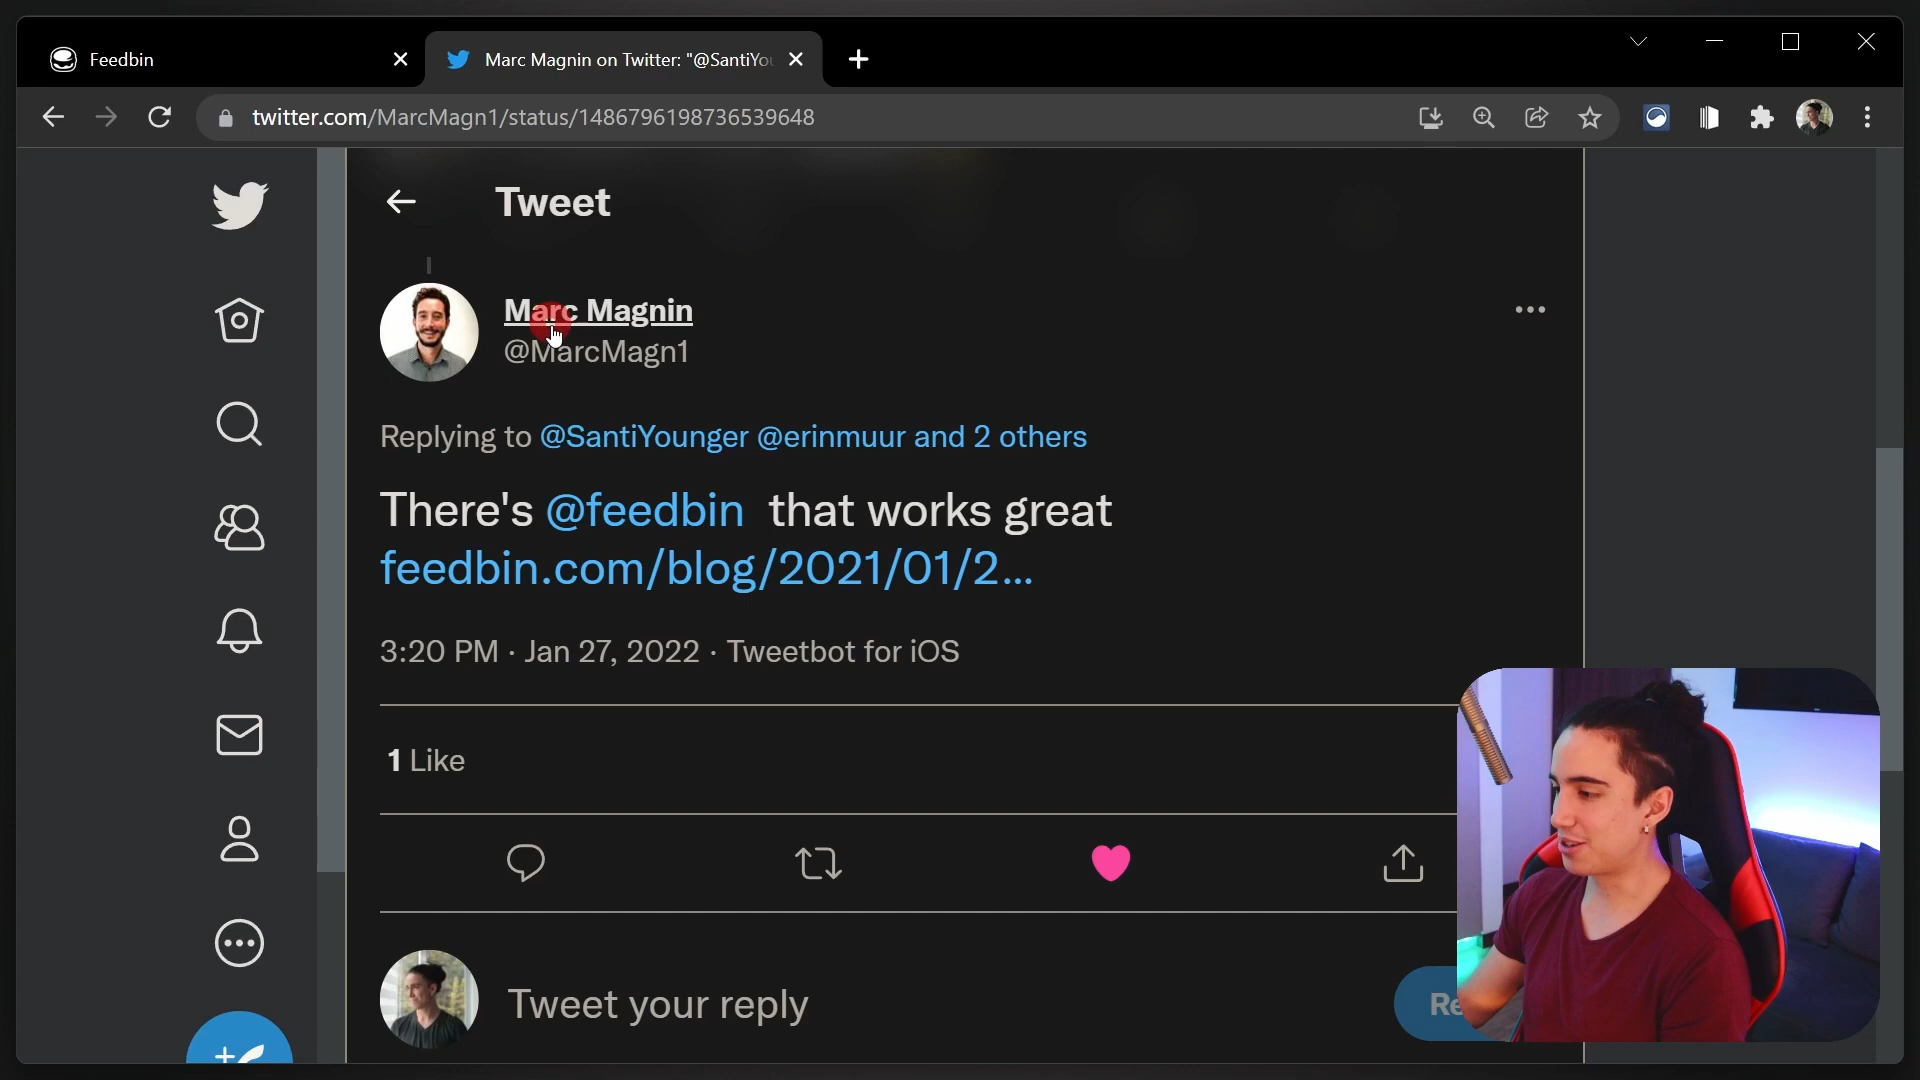 Feedbin
Marc Magnin on Twitter: "@SantiYou
twitter.com/MarcMagn1/status/1486796198736539648
Tweet
Marc Magnin
@MarcMagn1
Replying to @SantiYounger @erinmuur and 2 others
There's @feedbin that works great
feedbin.com/blog/2021/01/2...
3:20 PM · Jan 27, 2022 · Tweetbot for iOS
1 Like
Tweet your reply
Re